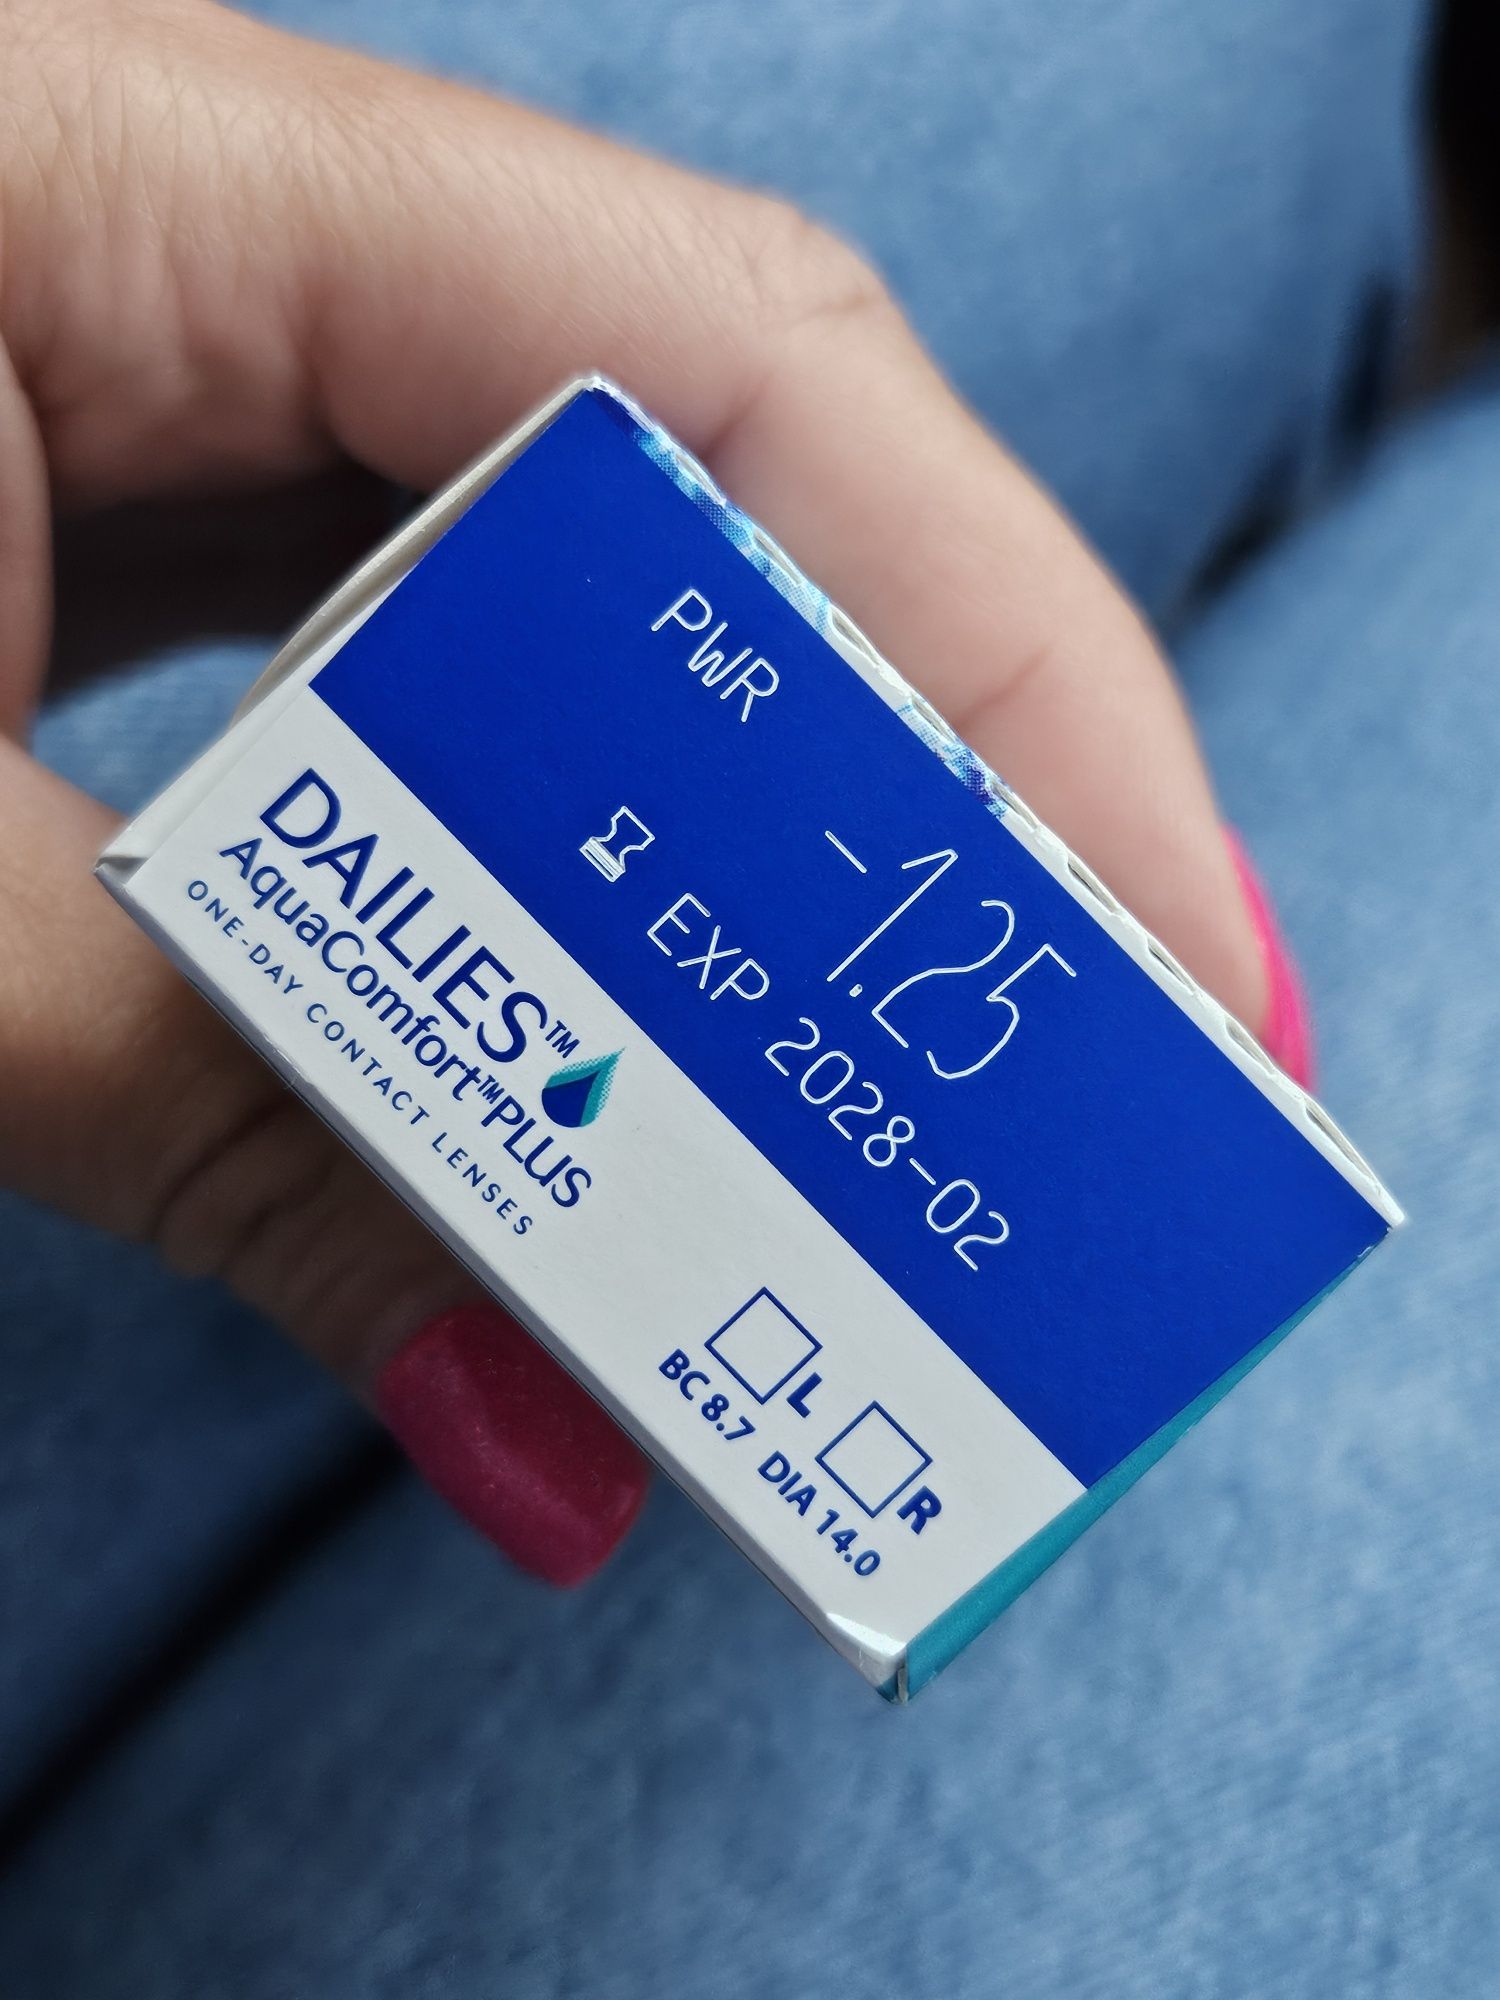 PWR
-1.25
EXP 2028-02
DAILIES™
AquaComfort™PLUS
ONE-DAY CONTACT LENSES
L R
BC 8.7 DIA 14.0